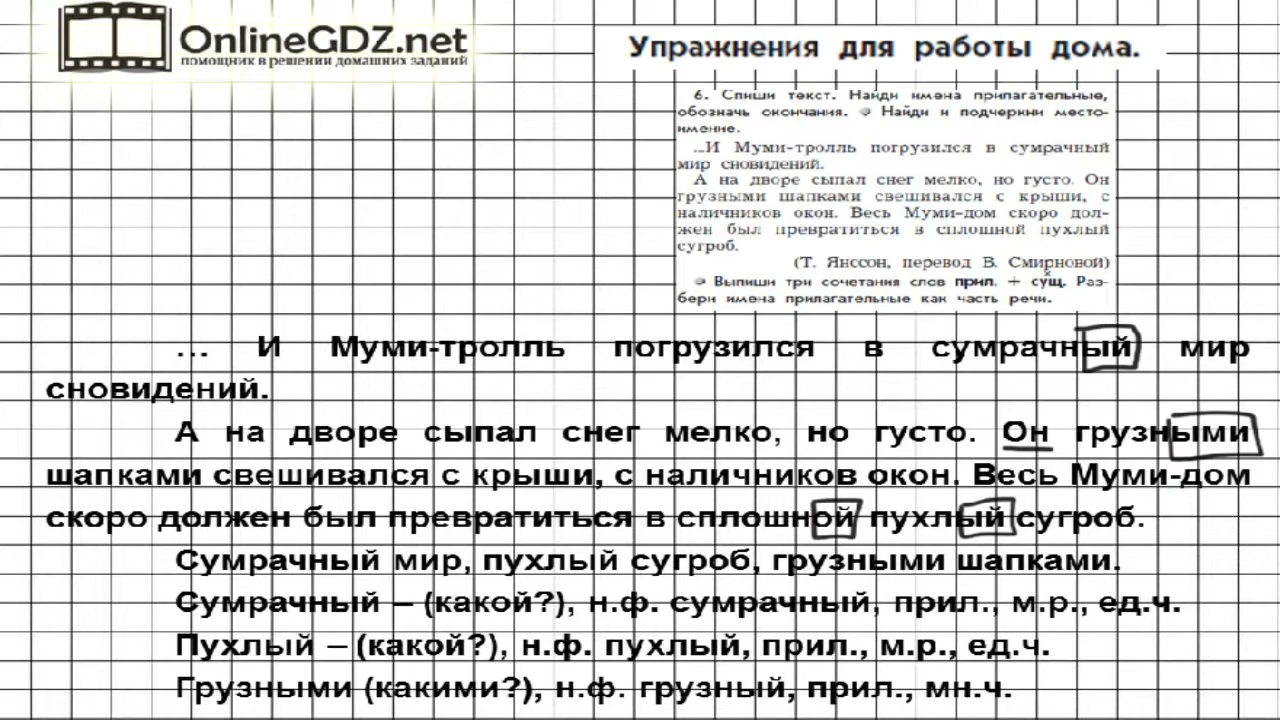 OnlineGDZ.net
помощник в решении домашних заданий
Упражнения для работы дома.
6. Спиши текст. Найди имена прилагательные,
обозначь окончания. Найди и подчеркни место-
имение.
...И Муми-тролль погрузился в сумрачный
мир сновидений.
А на дворе сыпал снег мелко, но густо. Он
грузными шапками свешивался с крыши, с
наличников окон. Весь Муми-дом скоро дол-
жен был превратиться в сплошной пухлый
сугроб.
(Т. Янссон, перевод В. Смирновой)
Выпиши три сочетания слов прил. + сущ. Раз-
бери имена прилагательные как часть речи.
... И Муми-тролль погрузился в сумрачный мир
сновидений.
А на дворе сыпал снег мелко, но густо. Он грузными
шапками свешивался с крыши, с наличников окон. Весь Муми-дом
скоро должен был превратиться в сплошной пухлый сугроб.
Сумрачный мир, пухлый сугроб, грузными шапками.
Сумрачный – (какой?), н.ф. сумрачный, прил., м.р., ед.ч.
Пухлый – (какой?), н.ф. пухлый, прил., м.р., ед.ч.
Грузными (какими?), н.ф. грузный, прил., мн.ч.